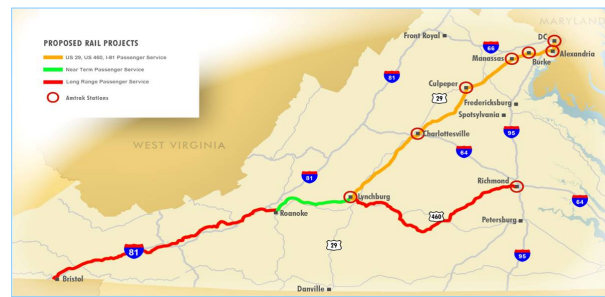 PROPOSED RAIL PROJECTS
US 29, US 460, I-81 Passenger Service
Near Term Passenger Service
Long Range Passenger Service
Amtrak Stations
MARYLAND
Front Royal
DC
66
Manassas
Alexandria
Burke
81
Culpeper
29
Fredericksburg
Spotsylvania
Charlottesville
95
WEST VIRGINIA
64
81
Richmond
Lynchburg
64
Roanoke
460
Petersburg
29
81
95
Bristol
Danville